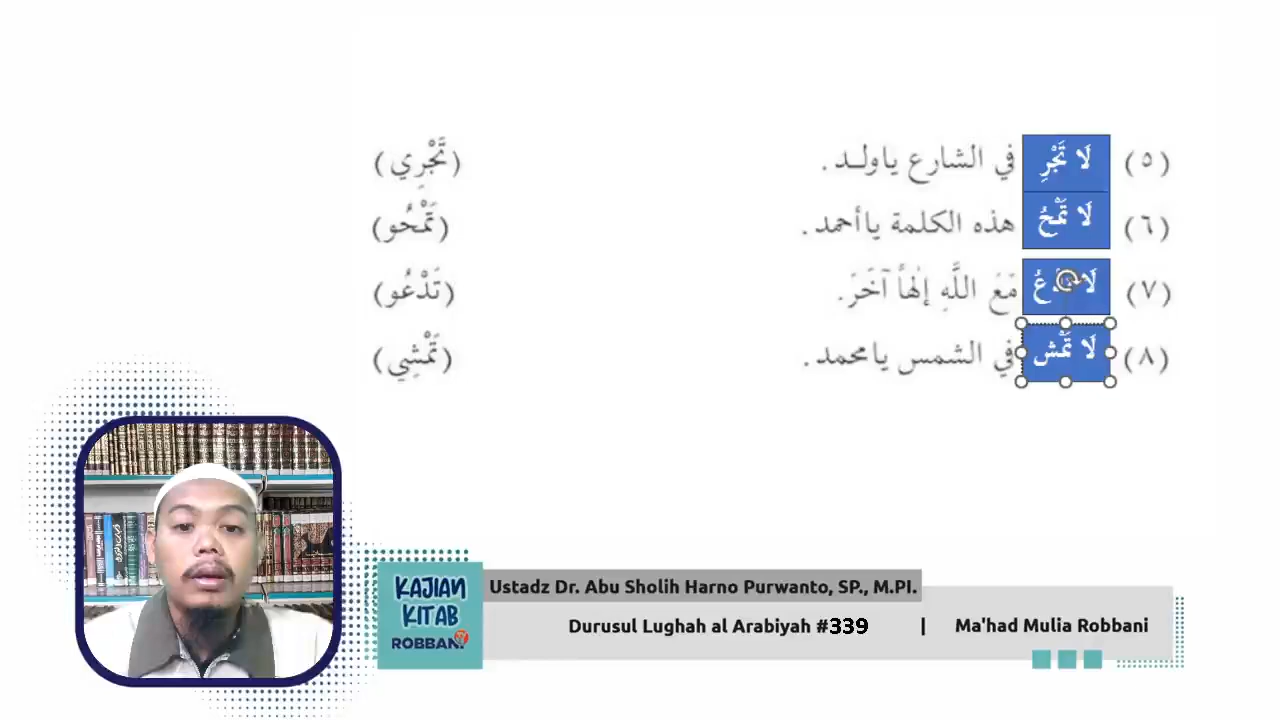 (٥) لَا تَجْرِ في الشارع ياولـد . (تَجْرِي)
(٦) لَا تَمْحُ هذه الكلمة يا أحمد . (تَمْحُو)
(٧) لَا عُ مَعَ اللَّهِ إِلٰهاً آخَرَ. (تَدْعُو)
(٨) لَا تَمْش في الشمس يا محمد . (تَمْشِي)
KAJIAN
KITAB
ROBBANI
Ustadz Dr. Abu Sholih Harno Purwanto, SP., M.PI.
Durusul Lughah al Arabiyah #339 | Ma'had Mulia Robbani